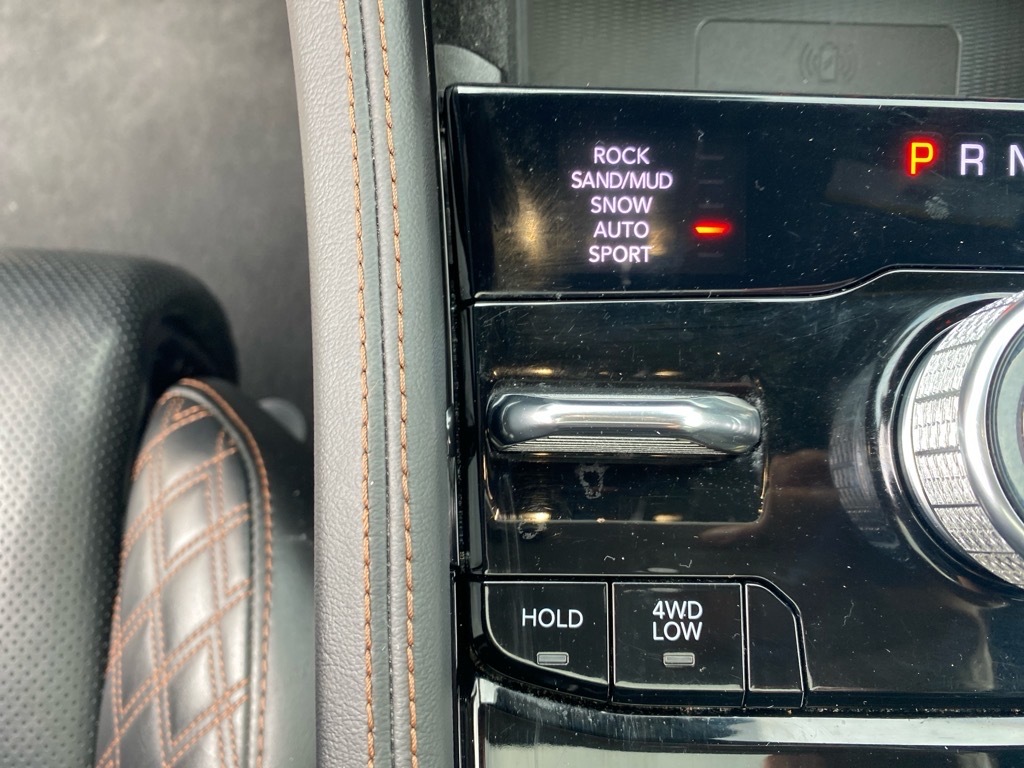 ROCK
SAND/MUD
SNOW
AUTO
SPORT
P R N
HOLD
4WD
LOW